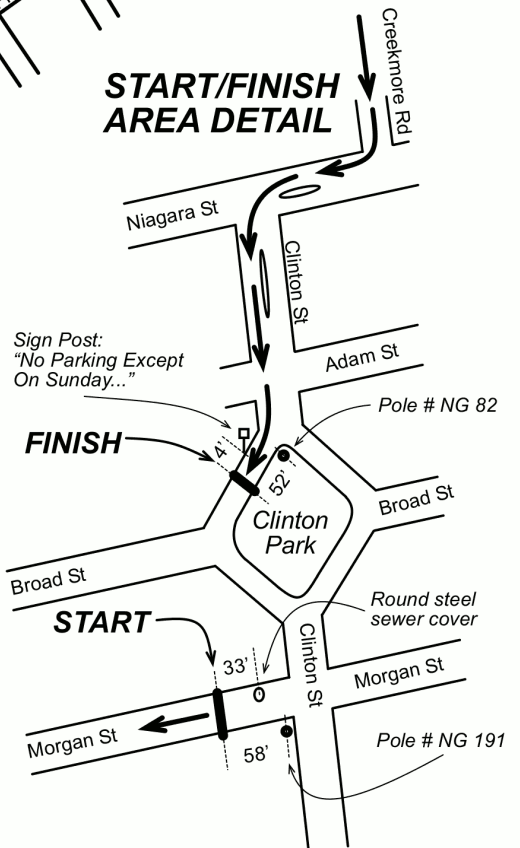 START/FINISH
AREA DETAIL
Creekmore Rd
Niagara St
Clinton St
Sign Post:
“No Parking Except
On Sunday...”
Adam St
Pole # NG 82
FINISH
4’
52’
Clinton
Park
Broad St
Broad St
Round steel
sewer cover
START
33’
Clinton St
Morgan St
Morgan St
58’
Pole # NG 191